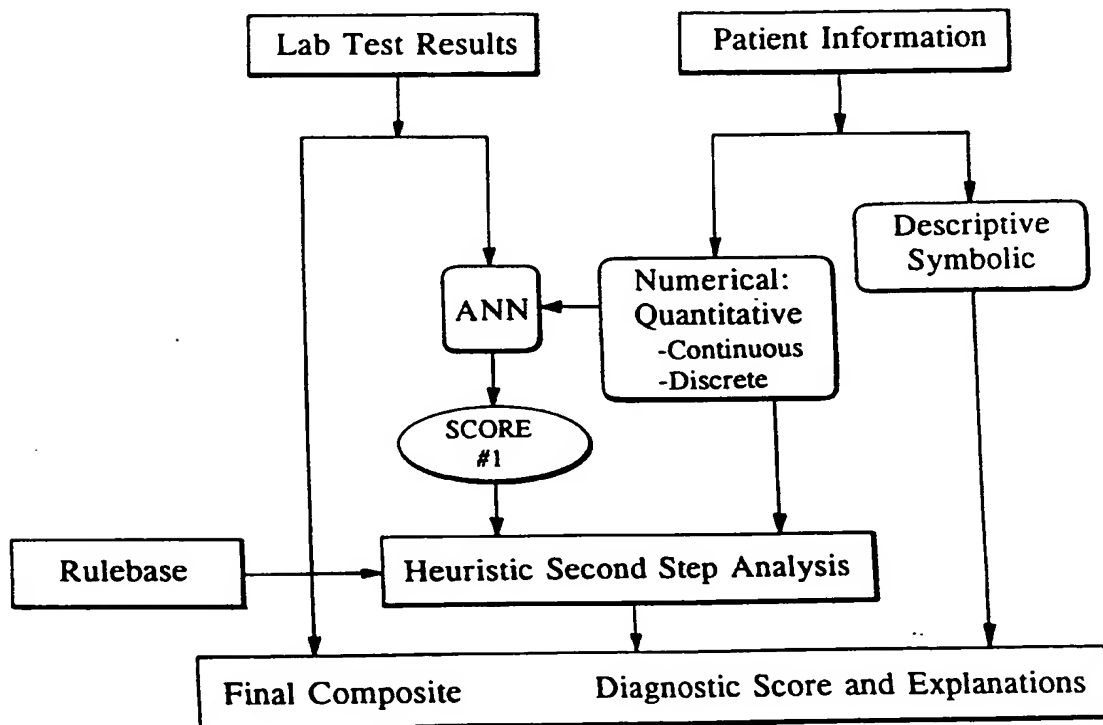 Lab Test Results
Patient Information
Descriptive
Symbolic
ANN
Numerical:
Quantitative
-Continuous
-Discrete
SCORE
#1
Rulebase
Heuristic Second Step Analysis
Final Composite
Diagnostic Score and Explanations